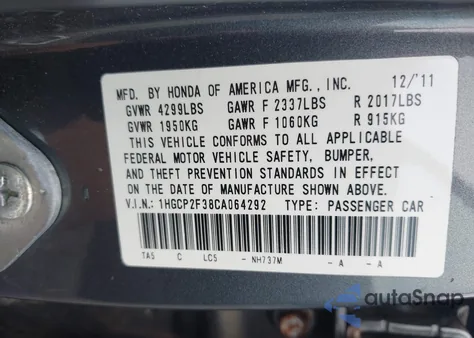 MFD. BY HONDA OF AMERICA MFG., INC. 12/'11
GVWR 4299LBS GAWR F 2337LBS R 2017LBS
GVWR 1950KG GAWR F 1060KG R 915KG
THIS VEHICLE CONFORMS TO ALL APPLICABLE
FEDERAL MOTOR VEHICLE SAFETY, BUMPER,
AND THEFT PREVENTION STANDARDS IN EFFECT
ON THE DATE OF MANUFACTURE SHOWN ABOVE.
V.I.N.: 1HGCP2F38CA064292 TYPE: PASSENGER CAR
TA5 C LC5 - NH737M - A - A
autoSnap